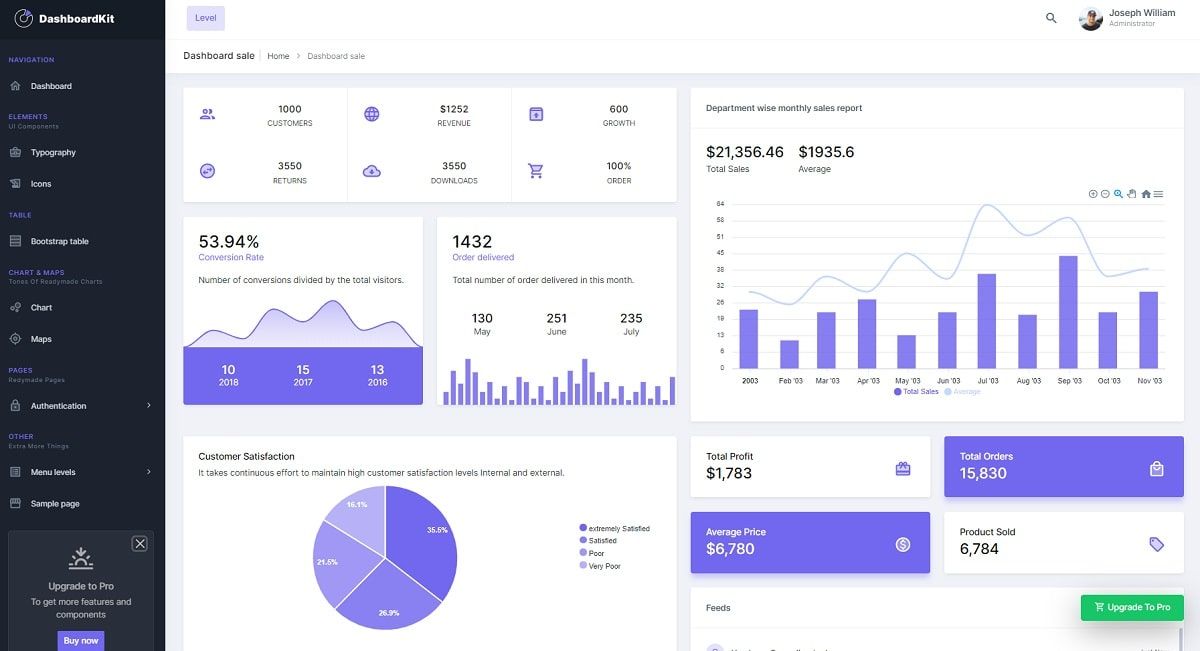 DashboardKit
NAVIGATION
Dashboard
ELEMENTS
UI Components
Typography
Icons
TABLE
Bootstrap table
CHART & MAPS
Tones Of Readymade Charts
Chart
Maps
PAGES
Redymade Pages
Authentication
OTHER
Extra More Things
Menu levels
Sample page
Upgrade to Pro
To get more features and
components
Buy now
Level
Joseph William
Administrator
Dashboard sale
Home > Dashboard sale
1000
CUSTOMERS
$1252
REVENUE
600
GROWTH
3550
RETURNS
3550
DOWNLOADS
100%
ORDER
53.94%
Conversion Rate
Number of conversions divided by the total visitors.
10
2018
15
2017
13
2016
1432
Order delivered
Total number of order delivered in this month.
130
May
251
June
235
July
Department wise monthly sales report
$21,356.46
Total Sales
$1935.6
Average
64
58
51
45
38
32
26
19
13
6
0
2003 Feb '03 Mar '03 Apr '03 May '03 Jun '03 Jul '03 Aug '03 Sep '03 Oct '03 Nov '03
Total Sales Average
Customer Satisfaction
It takes continuous effort to maintain high customer satisfaction levels Internal and external.
16.1%
35.5%
21.5%
26.9%
extremely Satisfied
Satisfied
Poor
Very Poor
Total Profit
$1,783
Total Orders
15,830
Average Price
$6,780
Product Sold
6,784
Feeds
Upgrade To Pro